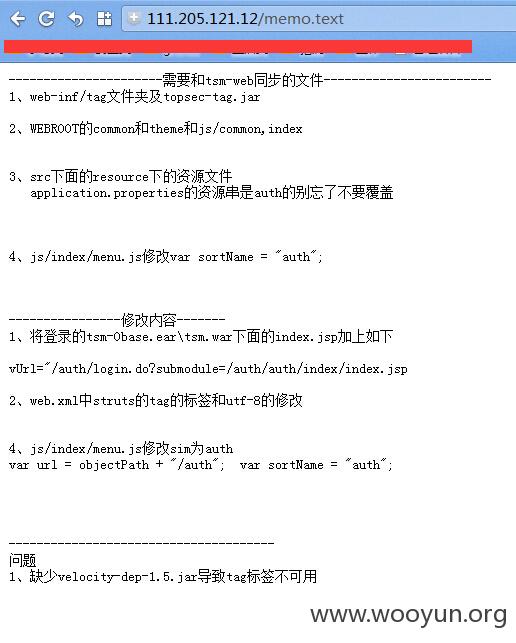 111.205.121.12/memo.text
----------------------需要和tsm-web同步的文件------------------------
1、web-inf/tag文件夹及topsec-tag.jar
2、WEBROOT的common和theme和js/common,index
3、src下面的resource下的资源文件
application.properties的资源串是auth的别忘了不要覆盖
4、js/index/menu.js修改var sortName = "auth";
----------------修改内容-------
1、将登录的tsm-Obase.ear\tsm.war下面的index.jsp加上如下
vUrl="/auth/login.do?submodule=/auth/auth/index/index.jsp
2、web.xml中struts的tag的标签和utf-8的修改
4、js/index/menu.js修改sim为auth
var url = objectPath + "/auth";  var sortName = "auth";
--------------------------------------
问题
1、缺少velocity-dep-1.5.jar导致tag标签不可用
www.wooyun.org